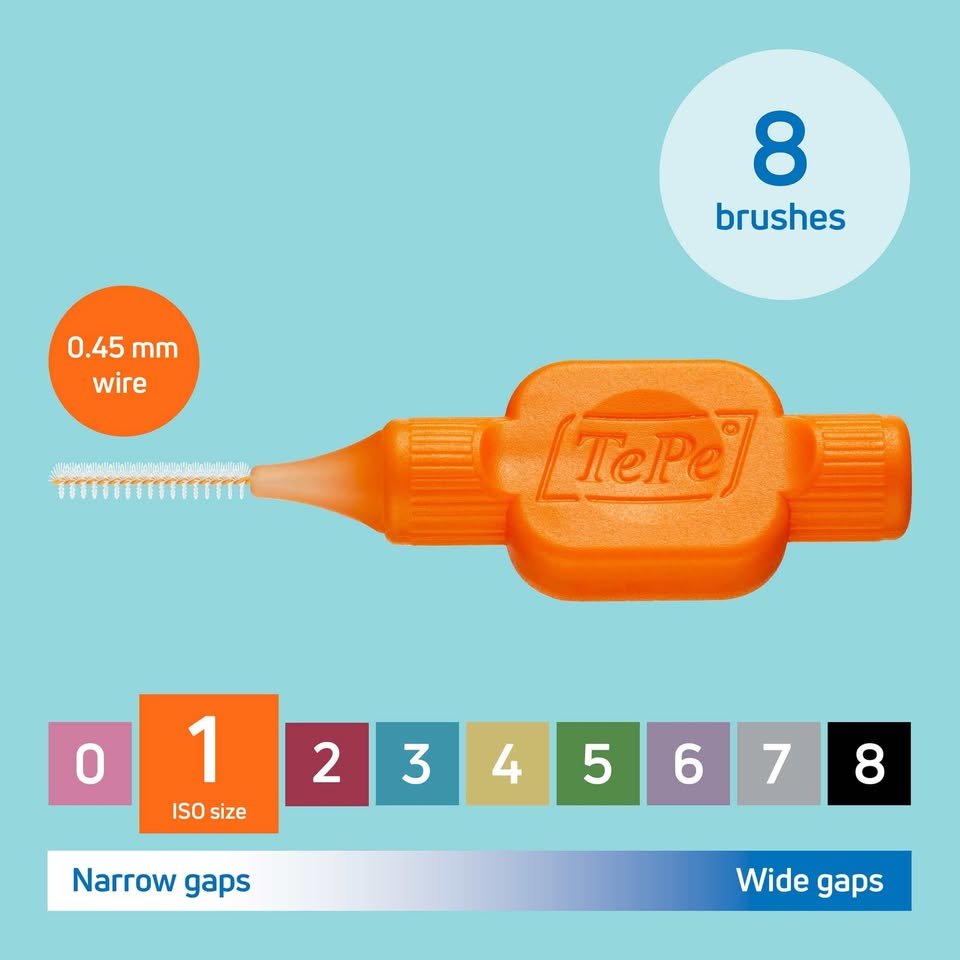 8
brushes
0.45 mm
wire
TePe
0 1 2 3 4 5 6 7 8
ISO size
Narrow gaps Wide gaps